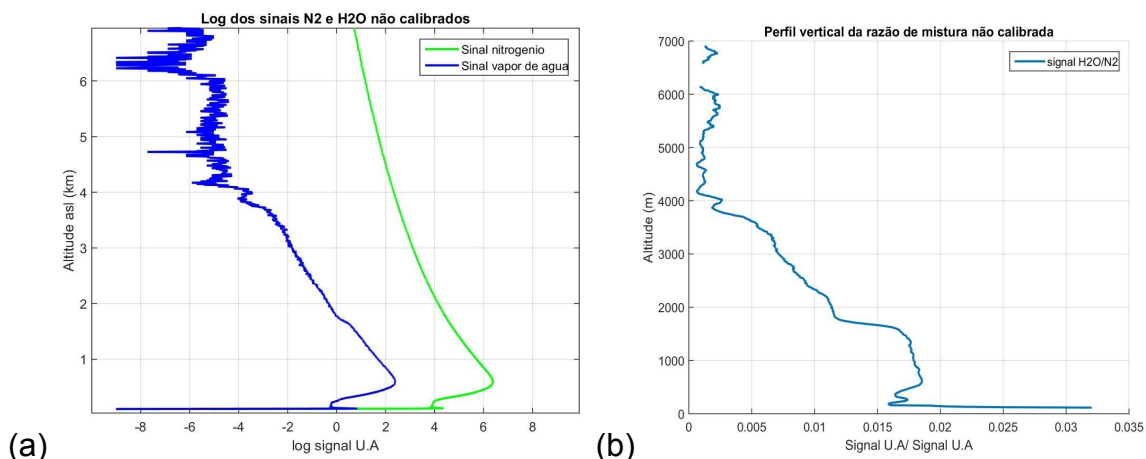 Log dos sinais N2 e H2O não calibrados
Sinal nitrogenio
Sinal vapor de agua
6
5
4
3
2
1
-8 -6 -4 -2 0 2 4 6 8
Altitude asl (km)
log signal U.A
(a)
Perfil vertical da razão de mistura não calibrada
signal H2O/N2
7000
6000
5000
4000
3000
2000
1000
0
0 0.005 0.01 0.015 0.02 0.025 0.03 0.035
Altitude (m)
Signal U.A/ Signal U.A
(b)